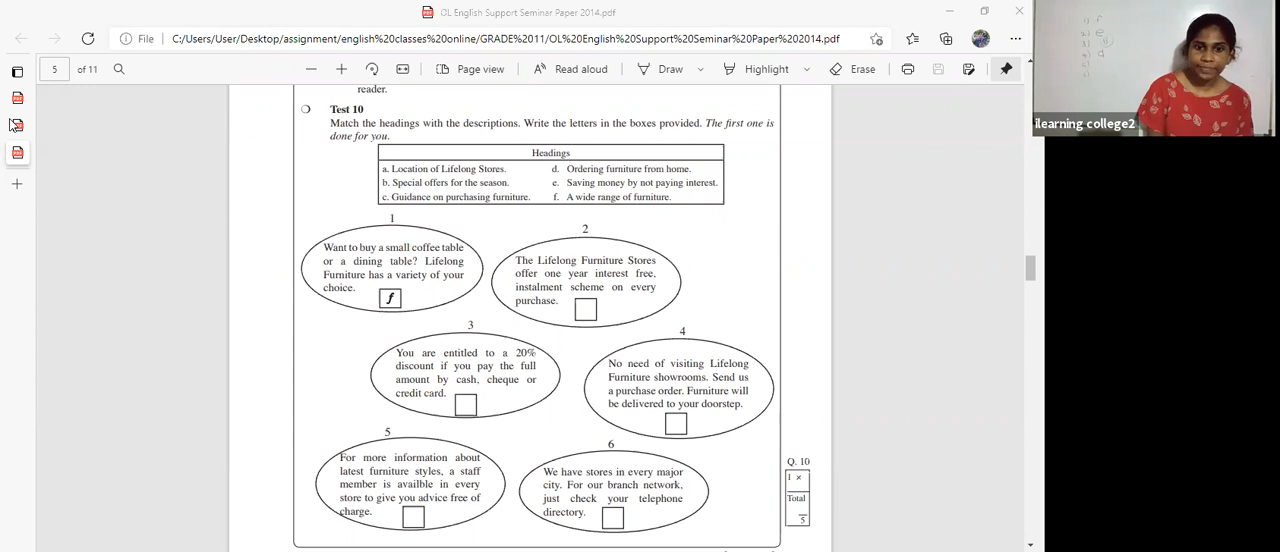 OL English Support Seminar Paper 2014.pdf
File
C:/Users/User/Desktop/assignment/english%20classes%20online/GRADE%2011/OL%20English%20Support%20Seminar%20Paper%202014.pdf
5 of 11
Page view
Read aloud
Draw
Highlight
Erase
ilearning college2
reader.
Test 10
Match the headings with the descriptions. Write the letters in the boxes provided. The first one is
done for you.
Headings
a. Location of Lifelong Stores.
b. Special offers for the season.
c. Guidance on purchasing furniture.
d. Ordering furniture from home.
e. Saving money by not paying interest.
f. A wide range of furniture.
1
Want to buy a small coffee table
or a dining table? Lifelong
Furniture has a variety of your
choice.
f
2
The Lifelong Furniture Stores
offer one year interest free,
instalment scheme on every
purchase.
3
You are entitled to a 20%
discount if you pay the full
amount by cash, cheque or
credit card.
4
No need of visiting Lifelong
Furniture showrooms. Send us
a purchase order. Furniture will
be delivered to your doorstep.
5
For more information about
latest furniture styles, a staff
member is availble in every
store to give you advice free of
charge.
6
We have stores in every major
city. For our branch network,
just check your telephone
directory.
Q. 10
1 ×
Total
5